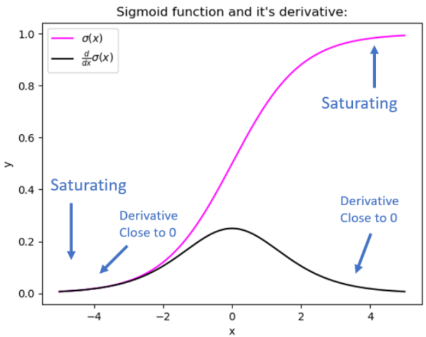 Sigmoid function and it's derivative:
σ(x)
d/dx σ(x)
Saturating
Saturating
Derivative
Close to 0
Derivative
Close to 0
y
1.0
0.8
0.6
0.4
0.2
0.0
−4
−2
0
2
4
x